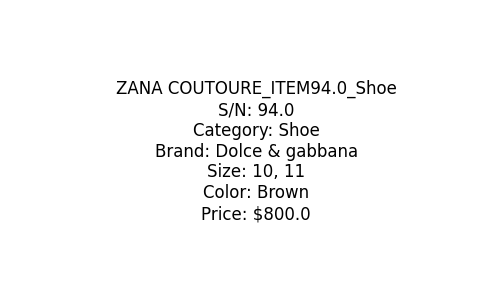 ZANA COUTOURE_ITEM94.0_Shoe
S/N: 94.0
Category: Shoe
Brand: Dolce & gabbana
Size: 10, 11
Color: Brown
Price: $800.0